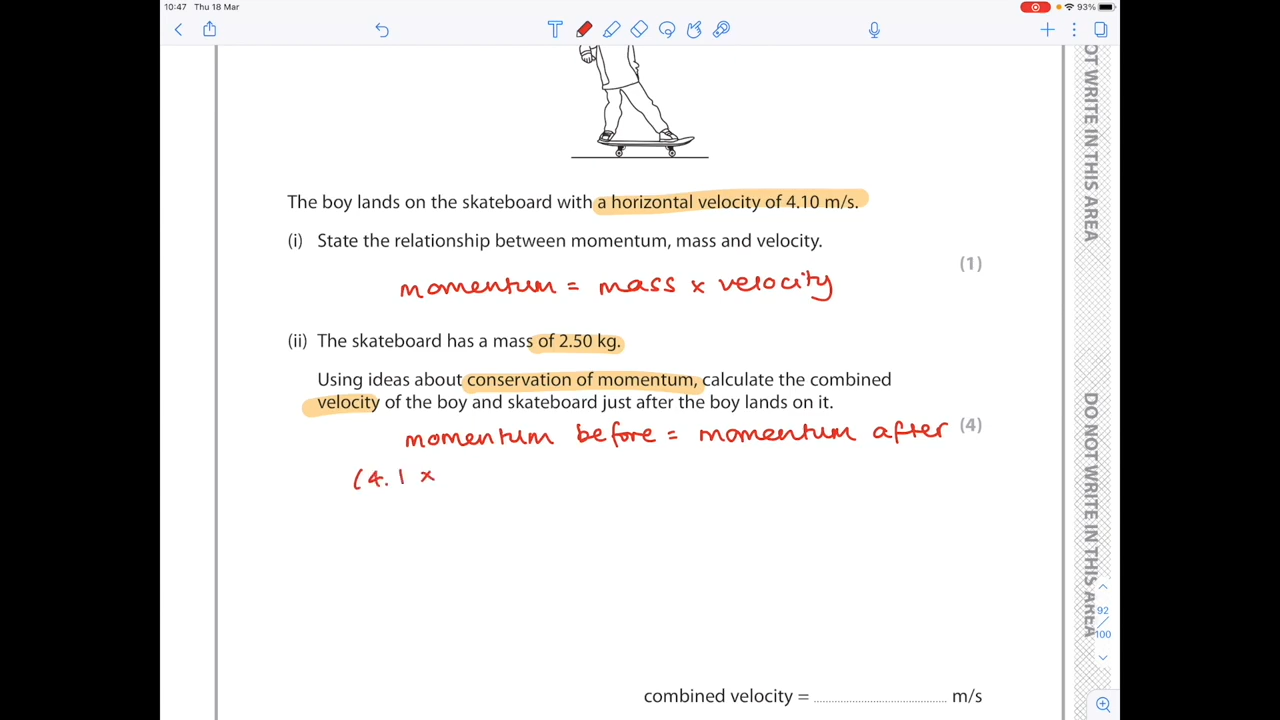 10:47 Thu 18 Mar
93%
The boy lands on the skateboard with a horizontal velocity of 4.10 m/s.
(i) State the relationship between momentum, mass and velocity.
(1)
momentum = mass x velocity
(ii) The skateboard has a mass of 2.50 kg.
Using ideas about conservation of momentum, calculate the combined
velocity of the boy and skateboard just after the boy lands on it.
(4)
momentum before = momentum after
(4.1 x
combined velocity = ........................................ m/s
OT WRITE IN THIS AREA
DO NOT WRITE IN THIS AREA
92
100